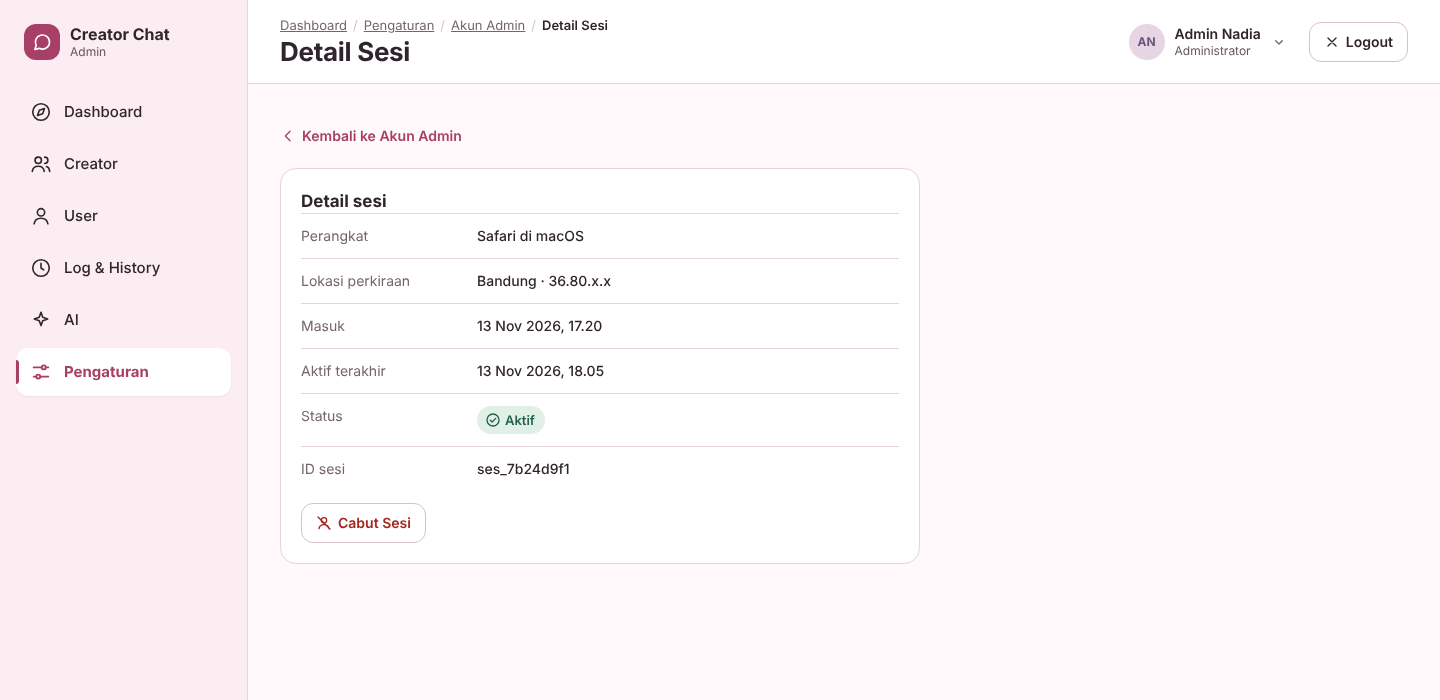 Creator Chat
Admin
Dashboard
Creator
User
Log & History
AI
Pengaturan
Dashboard / Pengaturan / Akun Admin / Detail Sesi
Detail Sesi
AN
Admin Nadia
Administrator
Logout
Kembali ke Akun Admin
Detail sesi
Perangkat Safari di macOS
Lokasi perkiraan Bandung · 36.80.x.x
Masuk 13 Nov 2026, 17.20
Aktif terakhir 13 Nov 2026, 18.05
Status Aktif
ID sesi ses_7b24d9f1
Cabut Sesi